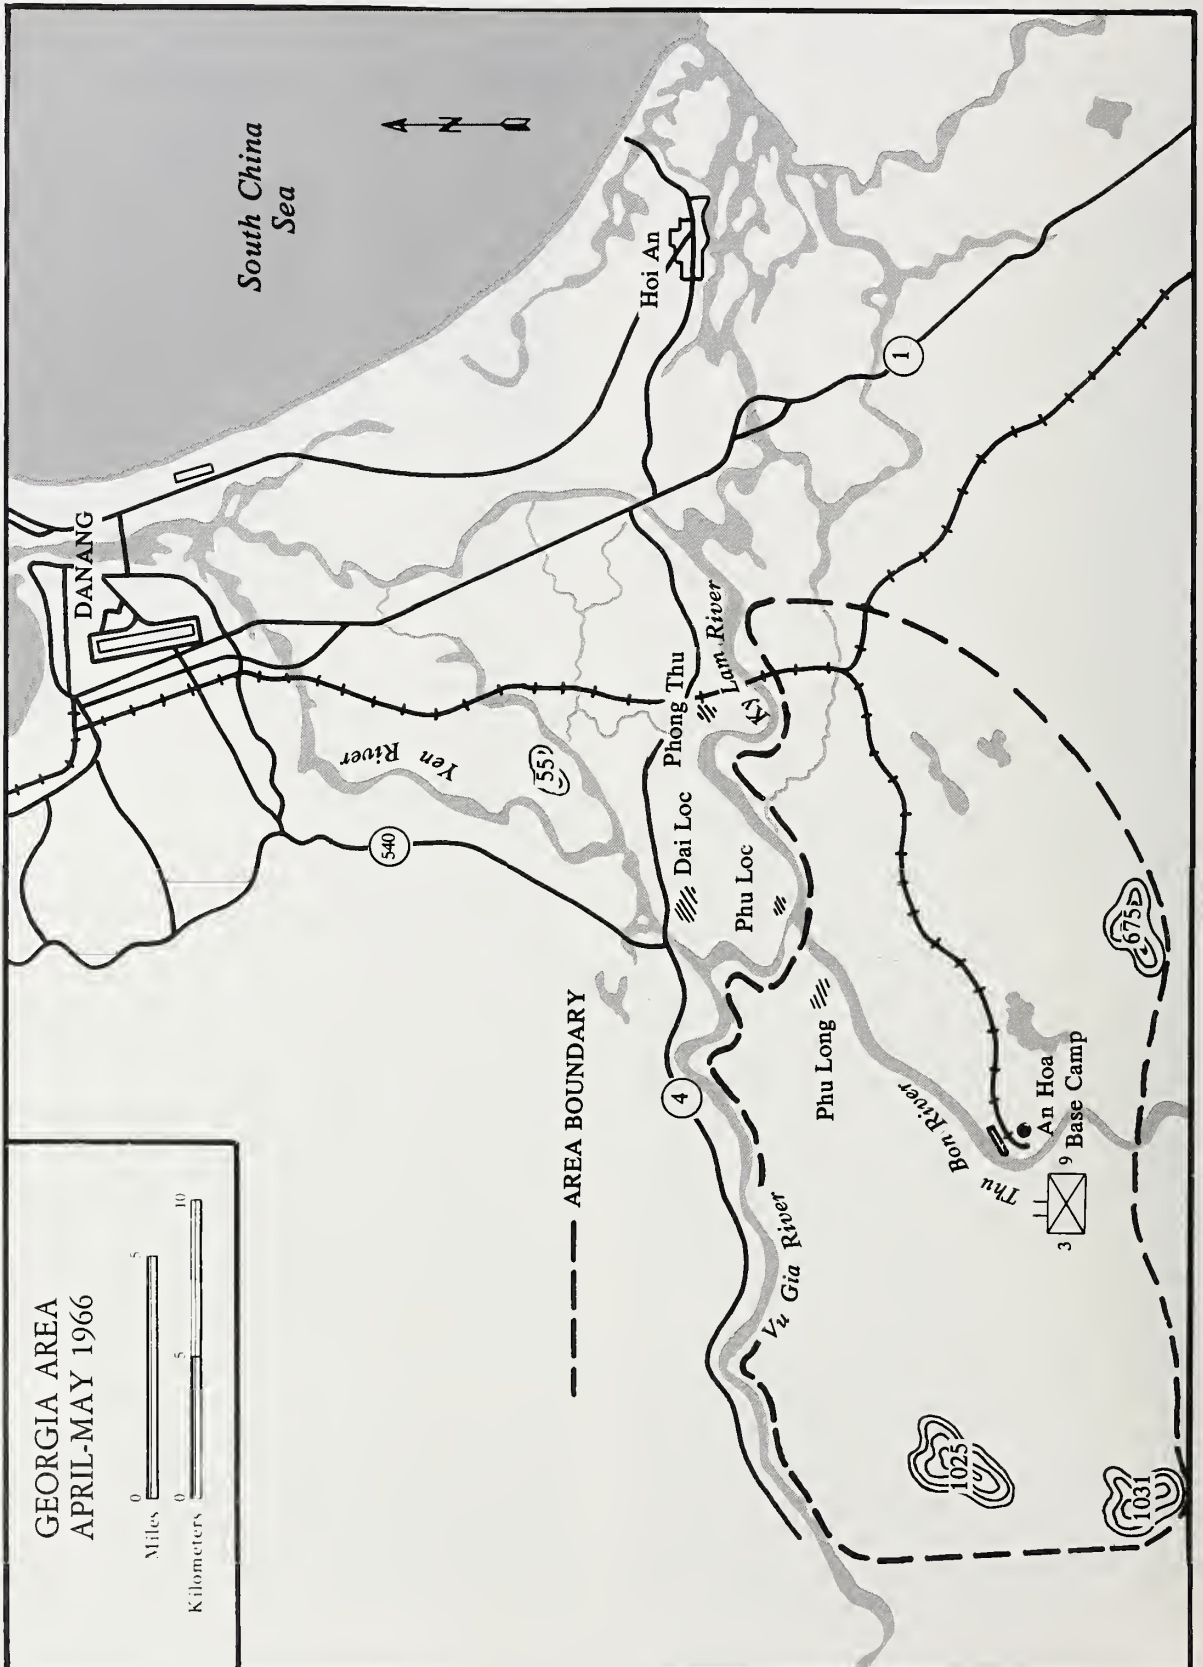 GEORGIA AREA
APRIL-MAY 1966
Miles 0 5
Kilometers 0 5 10
South China
Sea
N
DANANG
Hoi An
Yen River
55
540
1
Phong Thu
Ky Lam River
Dai Loc
Phu Loc
AREA BOUNDARY
4
Phu Long
Vu Gia River
Thu Bon River
675
An Hoa
Base Camp
3 9
1025
1031